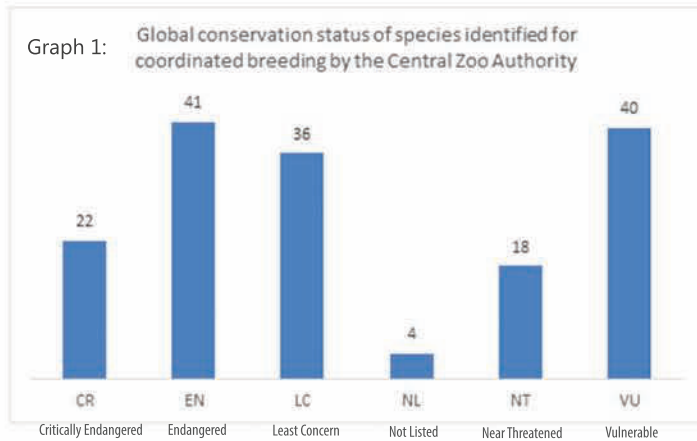 Graph 1:
Global conservation status of species identified for
coordinated breeding by the Central Zoo Authority
22
41
36
4
18
40
CR
EN
LC
NL
NT
VU
Critically Endangered
Endangered
Least Concern
Not Listed
Near Threatened
Vulnerable